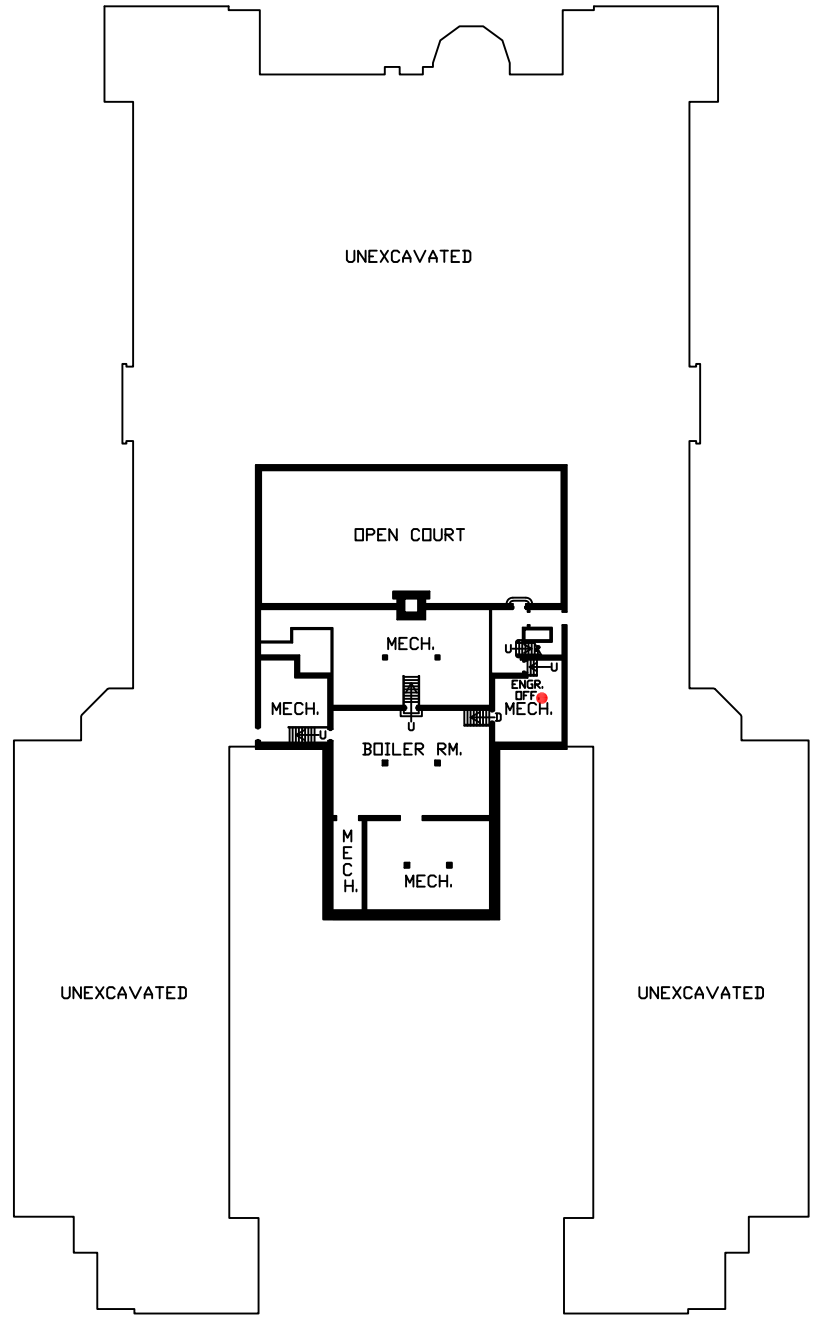 UNEXCAVATED
OPEN COURT
MECH.
U
U
ENGR.
OFF.
MECH.
MECH.
D
U
U
BOILER RM.
M
E
C
H.
MECH.
UNEXCAVATED
UNEXCAVATED